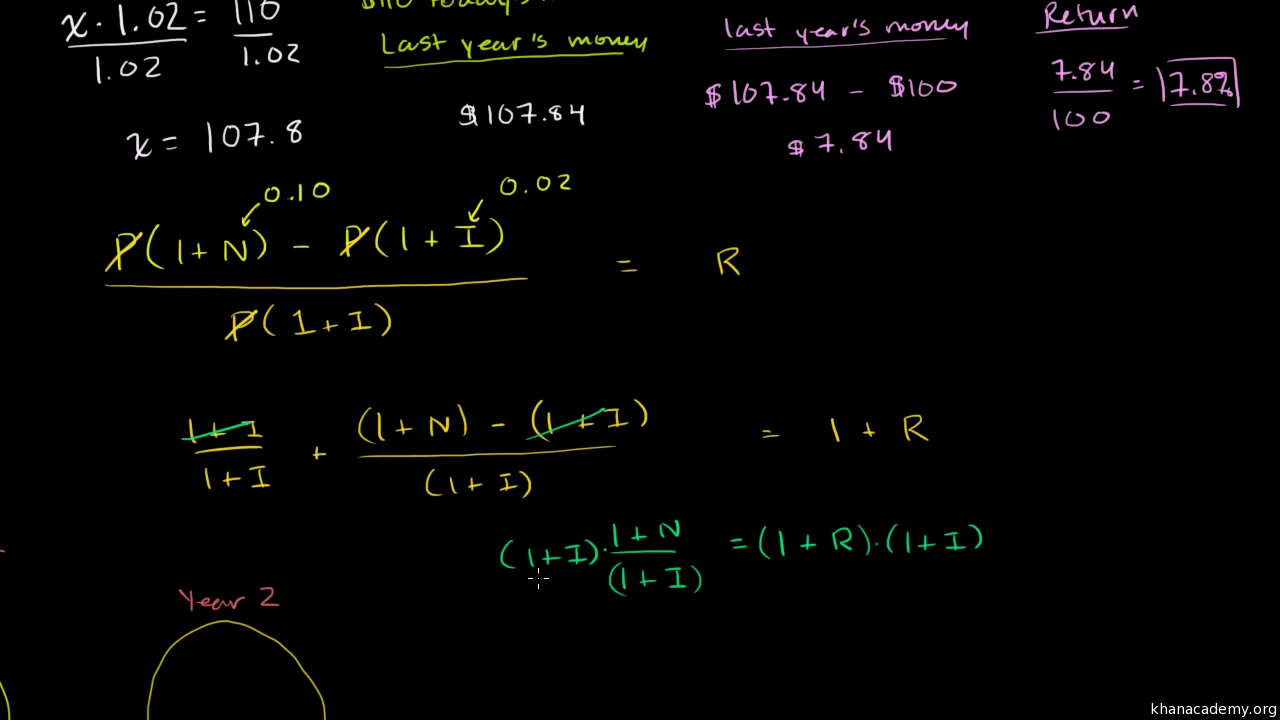 x · 1.02 = 110
1.02 1.02
x = 107.8
Last year's money
$107.84
last year's money
$107.84 - $100
$7.84
Return
7.84
100
= 7.8%
0.10
0.02
P(1+N) - P(1+I)
P(1+I)
= R
1+I
1+I
+
(1+N) - (1+I)
(1+I)
= 1+R
(1+I) · 1+N = (1+R) · (1+I)
(1+I)
Year 2
khanacademy.org